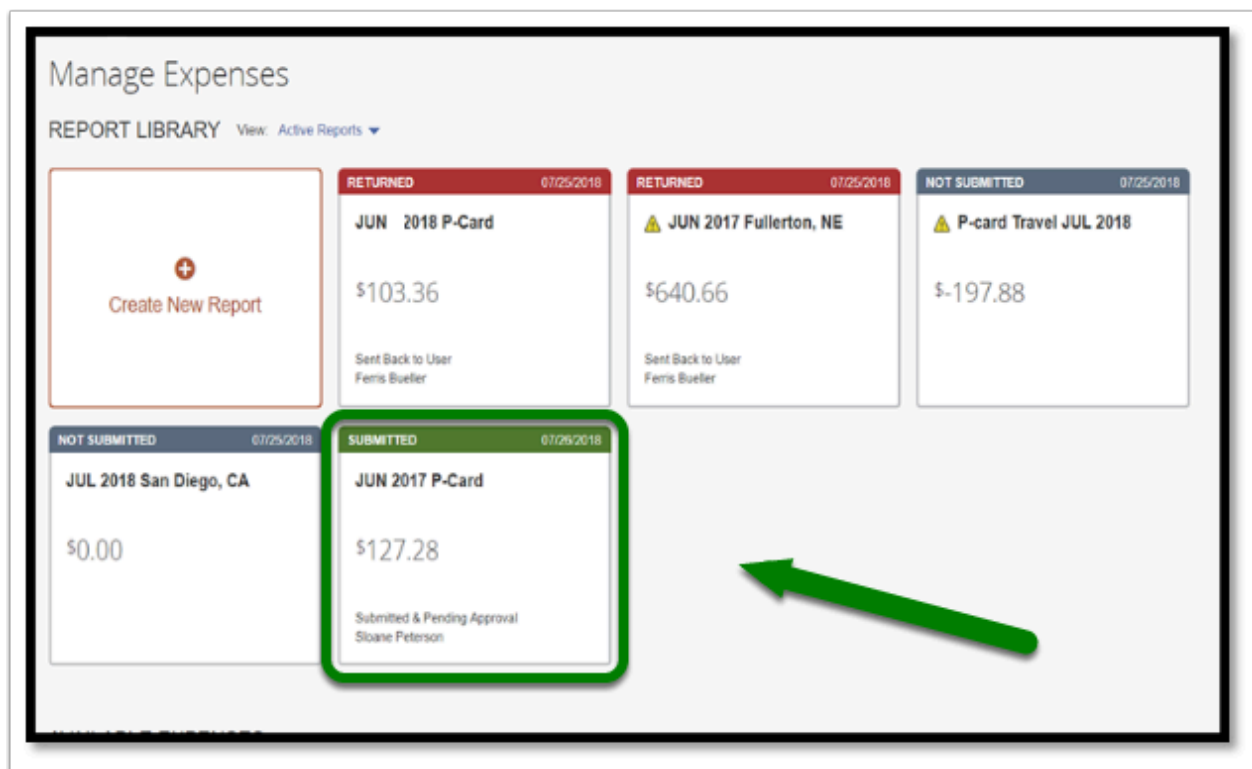 Manage Expenses
REPORT LIBRARY View: Active Reports
Create New Report
RETURNED 07/25/2018
JUN 2018 P-Card
$103.36
Sent Back to User
Ferris Bueller
RETURNED 07/25/2018
JUN 2017 Fullerton, NE
$640.66
Sent Back to User
Ferris Bueller
NOT SUBMITTED 07/25/2018
P-card Travel JUL 2018
$-197.88
NOT SUBMITTED 07/25/2018
JUL 2018 San Diego, CA
$0.00
SUBMITTED 07/26/2018
JUN 2017 P-Card
$127.28
Submitted & Pending Approval
Sloane Peterson